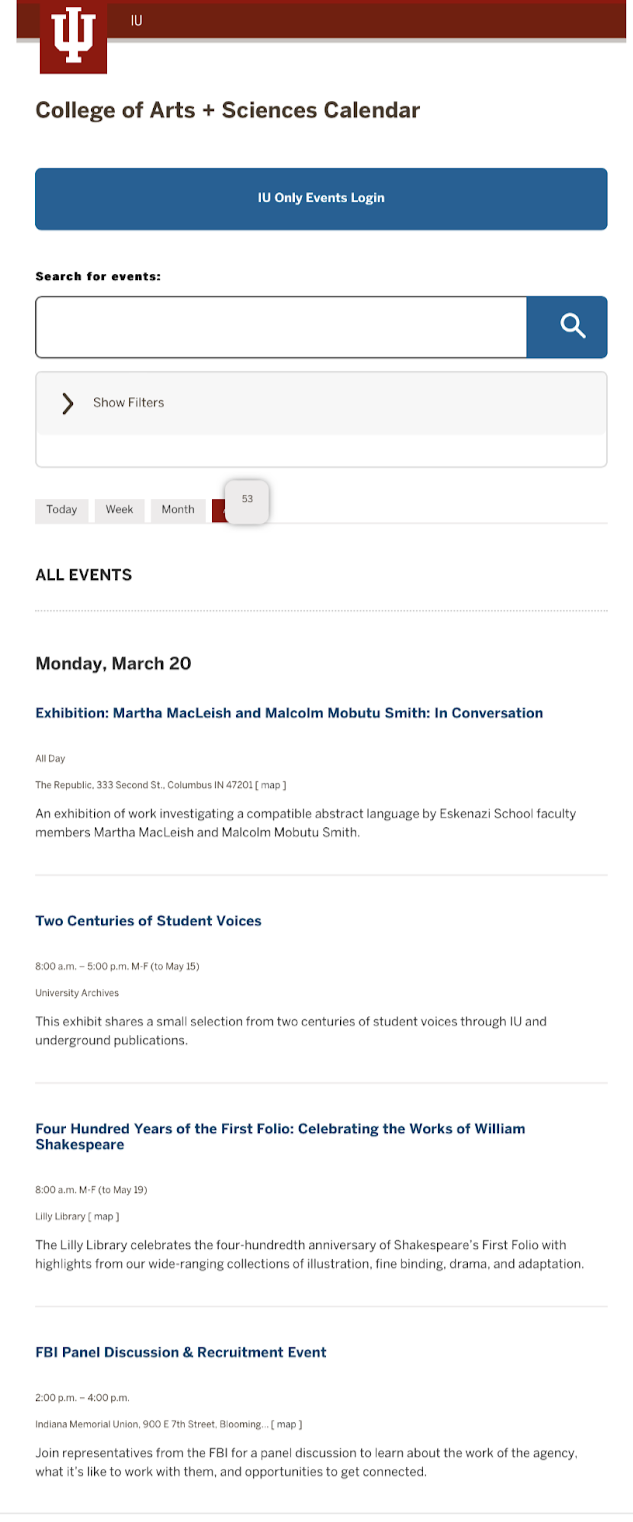 IU
College of Arts + Sciences Calendar
IU Only Events Login
Search for events:
Show Filters
Today Week Month 53
ALL EVENTS
Monday, March 20
Exhibition: Martha MacLeish and Malcolm Mobutu Smith: In Conversation
All Day
The Republic, 333 Second St., Columbus IN 47201 [ map ]
An exhibition of work investigating a compatible abstract language by Eskenazi School faculty
members Martha MacLeish and Malcolm Mobutu Smith.
Two Centuries of Student Voices
8:00 a.m. – 5:00 p.m. M-F (to May 15)
University Archives
This exhibit shares a small selection from two centuries of student voices through IU and
underground publications.
Four Hundred Years of the First Folio: Celebrating the Works of William
Shakespeare
8:00 a.m. M-F (to May 19)
Lilly Library [ map ]
The Lilly Library celebrates the four-hundredth anniversary of Shakespeare's First Folio with
highlights from our wide-ranging collections of illustration, fine binding, drama, and adaptation.
FBI Panel Discussion & Recruitment Event
2:00 p.m. – 4:00 p.m.
Indiana Memorial Union, 900 E 7th Street, Blooming... [ map ]
Join representatives from the FBI for a panel discussion to learn about the work of the agency,
what it's like to work with them, and opportunities to get connected.